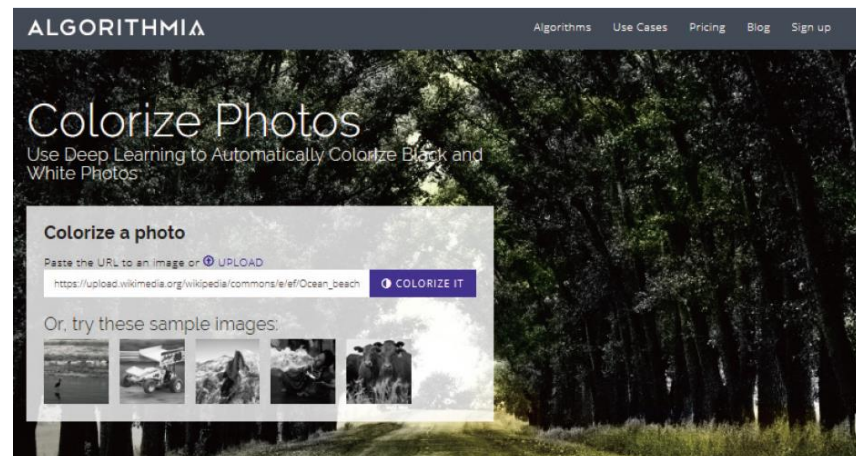 ALGORITHMIA
Algorithms Use Cases Pricing Blog Sign up
Colorize Photos
Use Deep Learning to Automatically Colorize Black and
White Photos
Colorize a photo
Paste the URL to an image or UPLOAD
https://upload.wikimedia.org/wikipedia/commons/e/ef/Ocean_beach
COLORIZE IT
Or, try these sample images: